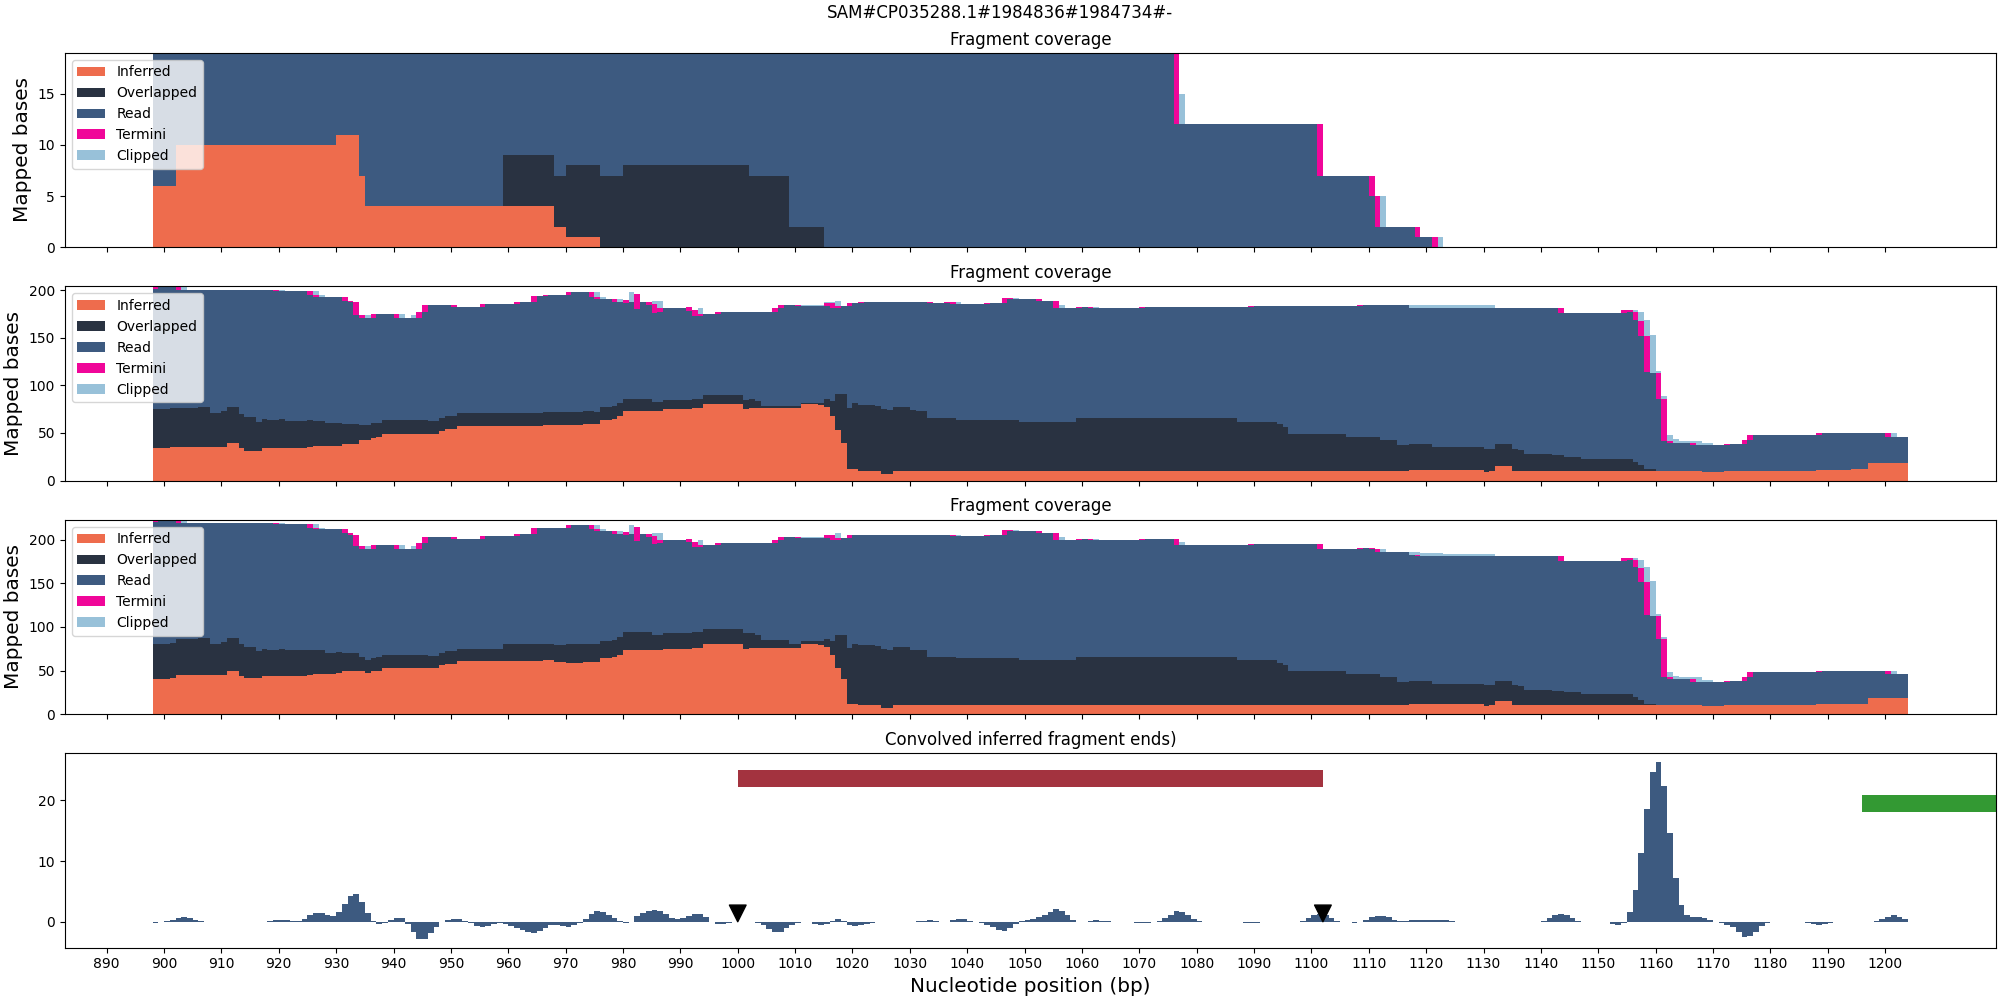 SAM#CP035288.1#1984836#1984734#-
Fragment coverage
Mapped bases
15
10
5
0
Inferred
Overlapped
Read
Termini
Clipped
Fragment coverage
Mapped bases
200
150
100
50
0
Inferred
Overlapped
Read
Termini
Clipped
Fragment coverage
Mapped bases
200
150
100
50
0
Inferred
Overlapped
Read
Termini
Clipped
Convolved inferred fragment ends)
20
10
0
890 900 910 920 930 940 950 960 970 980 990 1000 1010 1020 1030 1040 1050 1060 1070 1080 1090 1100 1110 1120 1130 1140 1150 1160 1170 1180 1190 1200
Nucleotide position (bp)